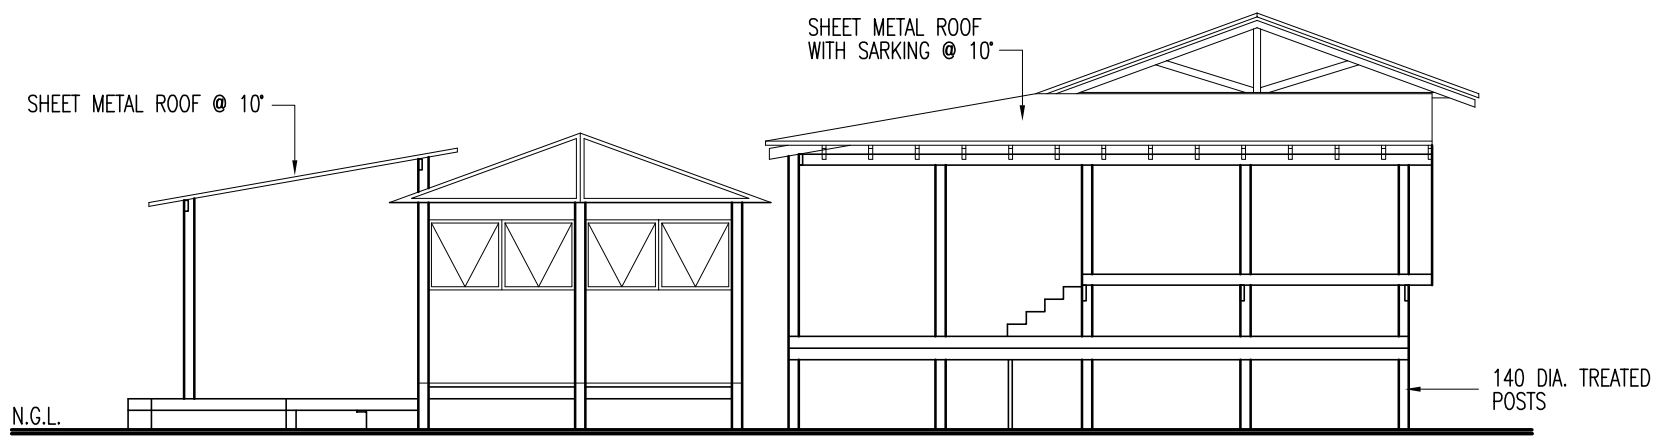 SHEET METAL ROOF
WITH SARKING @ 10°
SHEET METAL ROOF @ 10°
140 DIA. TREATED
POSTS
N.G.L.